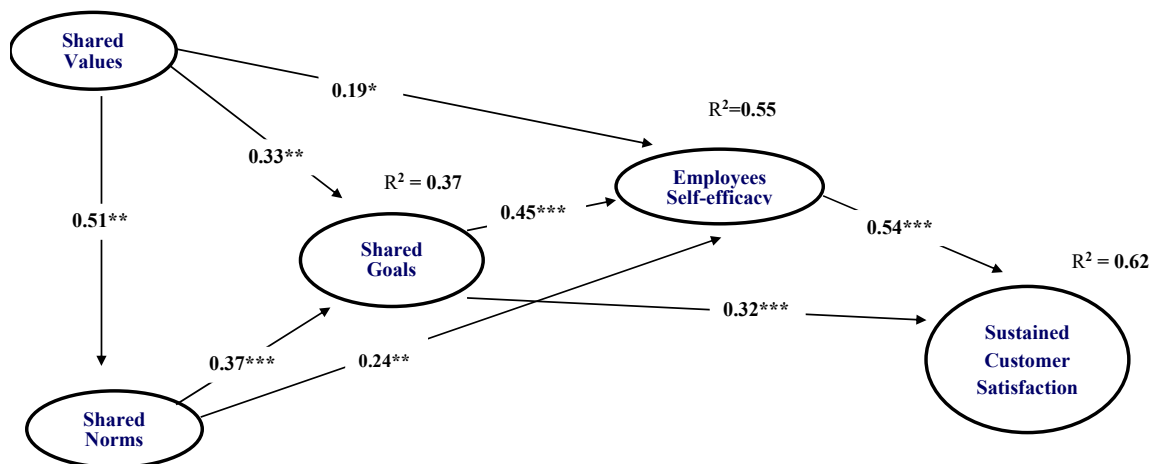 Shared
Values
0.19*
R²=0.55
0.33**
R² = 0.37
Employees
Self-efficacy
0.45***
0.51**
0.54***
Shared
Goals
R² = 0.62
0.32***
Sustained
Customer
Satisfaction
0.37***
0.24**
Shared
Norms